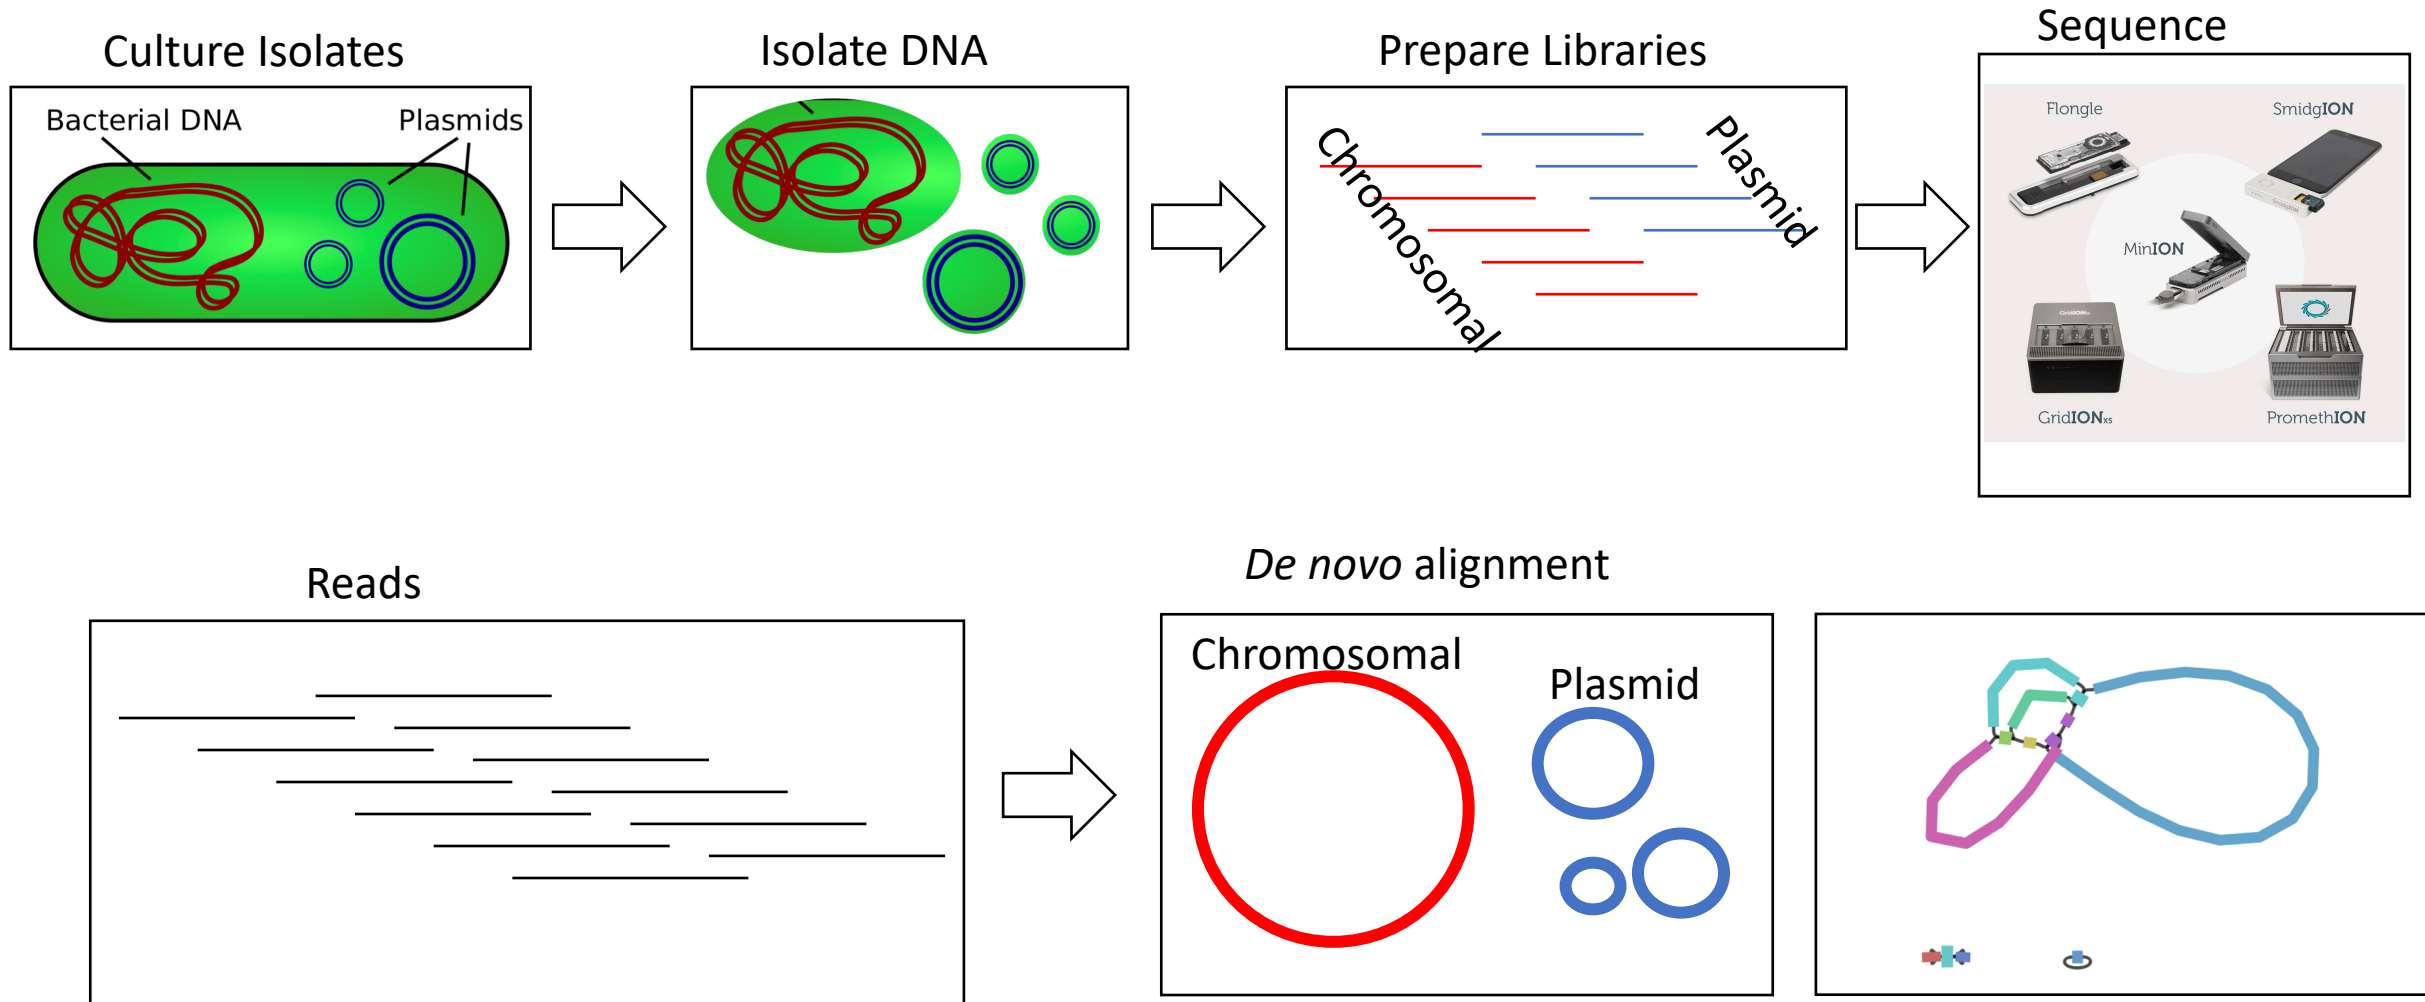 Culture Isolates
Bacterial DNA
Plasmids
Isolate DNA
Prepare Libraries
Chromosomal
Plasmid
Sequence
Flongle
SmidgION
MinION
GridIONx5
PromethION
Reads
De novo alignment
Chromosomal
Plasmid